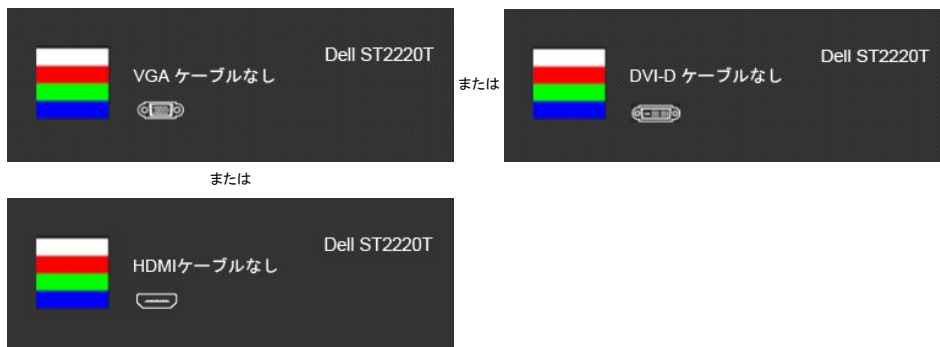 Dell ST2220T
VGA ケーブルなし
または
Dell ST2220T
DVI-D ケーブルなし
または
Dell ST2220T
HDMIケーブルなし